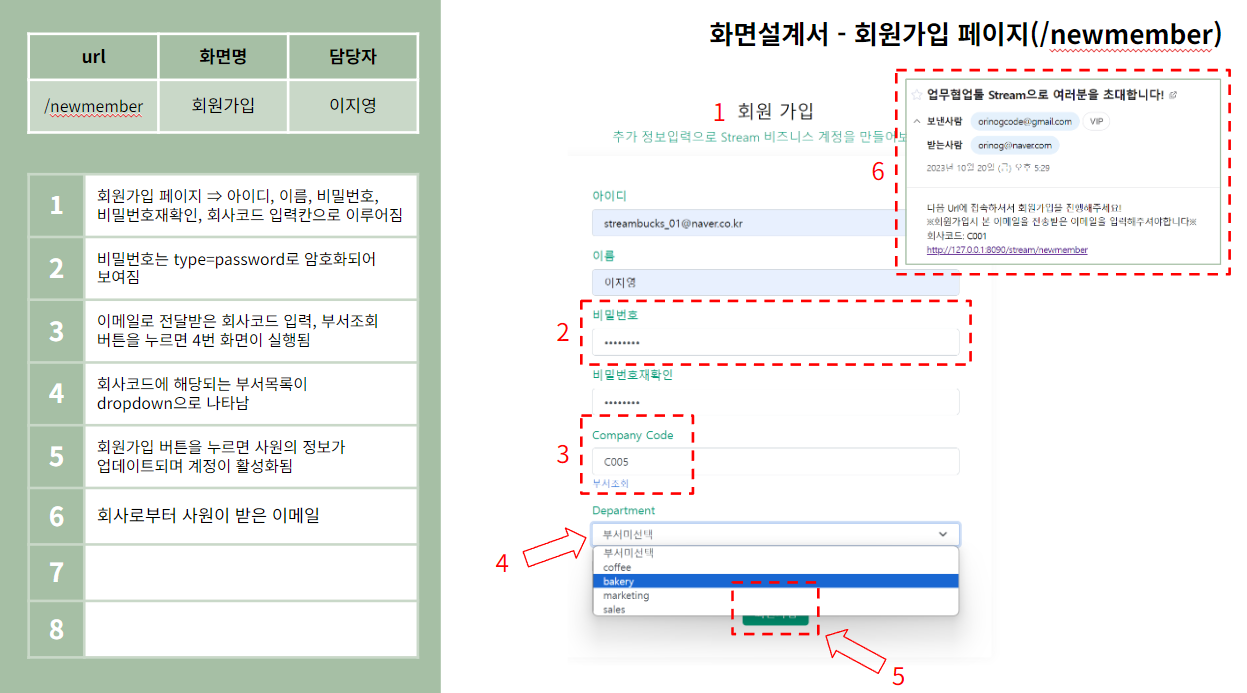 화면설계서 - 회원가입 페이지(/newmember)
url 화면명 담당자
/newmember 회원가입 이지영
1 회원가입 페이지 ⇒ 아이디, 이름, 비밀번호,
비밀번호재확인, 회사코드 입력칸으로 이루어짐
2 비밀번호는 type=password로 암호화되어
보여짐
3 이메일로 전달받은 회사코드 입력, 부서조회
버튼을 누르면 4번 화면이 실행됨
4 회사코드에 해당되는 부서목록이
dropdown으로 나타남
5 회원가입 버튼을 누르면 사원의 정보가
업데이트되며 계정이 활성화됨
6 회사로부터 사원이 받은 이메일
7
8
1 회원 가입
추가 정보입력으로 Stream 비즈니스 계정을 만들어보
아이디
streambucks_01@naver.co.kr
이름
이지영
2 비밀번호
••••••••
비밀번호재확인
••••••••
3 Company Code
C005
부서조회
Department
4 부서미선택
부서미선택
coffee
bakery
marketing
sales
5
6
업무협업툴 Stream으로 여러분을 초대합니다!
보낸사람 orinogcode@gmail.com VIP
받는사람 orinog@naver.com
2023년 10월 20일 (금) 오후 5:29
다음 Url에 접속하셔서 회원가입을 진행해주세요!
※회원가입시 본 이메일을 전송받은 이메일을 입력해주셔야합니다※
회사코드: C001
http://127.0.0.1:8090/stream/newmember